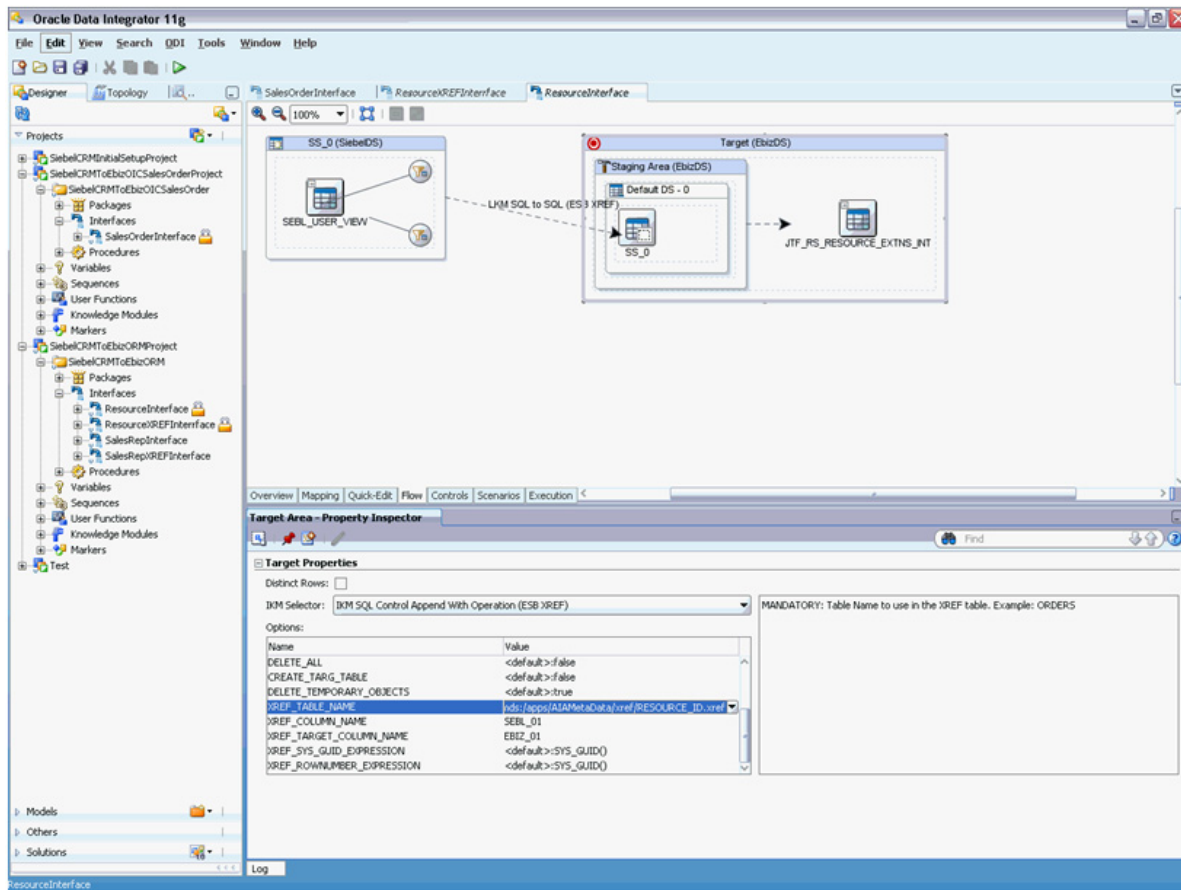 Oracle Data Integrator 11g
File Edit View Search ODI Tools Window Help
Designer Topology
SalesOrderInterface ResourceXREFInterrface ResourceInterface
100%
Projects
SiebelCRMInitialSetupProject
SiebelCRMToEbizOICSalesOrderProject
SiebelCRMToEbizOICSalesOrder
Packages
Interfaces
SalesOrderInterface
Procedures
Variables
Sequences
User Functions
Knowledge Modules
Markers
SiebelCRMToEbizORMProject
SiebelCRMToEbizORM
Packages
Interfaces
ResourceInterface
ResourceXREFInterrface
SalesRepInterface
SalesRepXREFInterface
Procedures
Variables
Sequences
User Functions
Knowledge Modules
Markers
Test
Models
Others
Solutions
SS_0 (SiebelDS)
SEBL_USER_VIEW
LKM SQL to SQL (ESB XREF)
Target (EbizDS)
Staging Area (EbizDS)
Default DS - 0
SS_0
JTF_RS_RESOURCE_EXTNS_INT
Overview Mapping Quick-Edit Flow Controls Scenarios Execution
Target Area - Property Inspector
Find
Target Properties
Distinct Rows:
IKM Selector: IKM SQL Control Append With Operation (ESB XREF)
MANDATORY: Table Name to use in the XREF table. Example: ORDERS
Options:
Name Value
DELETE_ALL <default>:false
CREATE_TARG_TABLE <default>:false
DELETE_TEMPORARY_OBJECTS <default>:true
XREF_TABLE_NAME nds:/apps/AIAMetaData/xref/RESOURCE_ID.xref
XREF_COLUMN_NAME SEBL_01
XREF_TARGET_COLUMN_NAME EBIZ_01
XREF_SYS_GUID_EXPRESSION <default>:SYS_GUID()
XREF_ROWNUMBER_EXPRESSION <default>:SYS_GUID()
Log
ResourceInterface